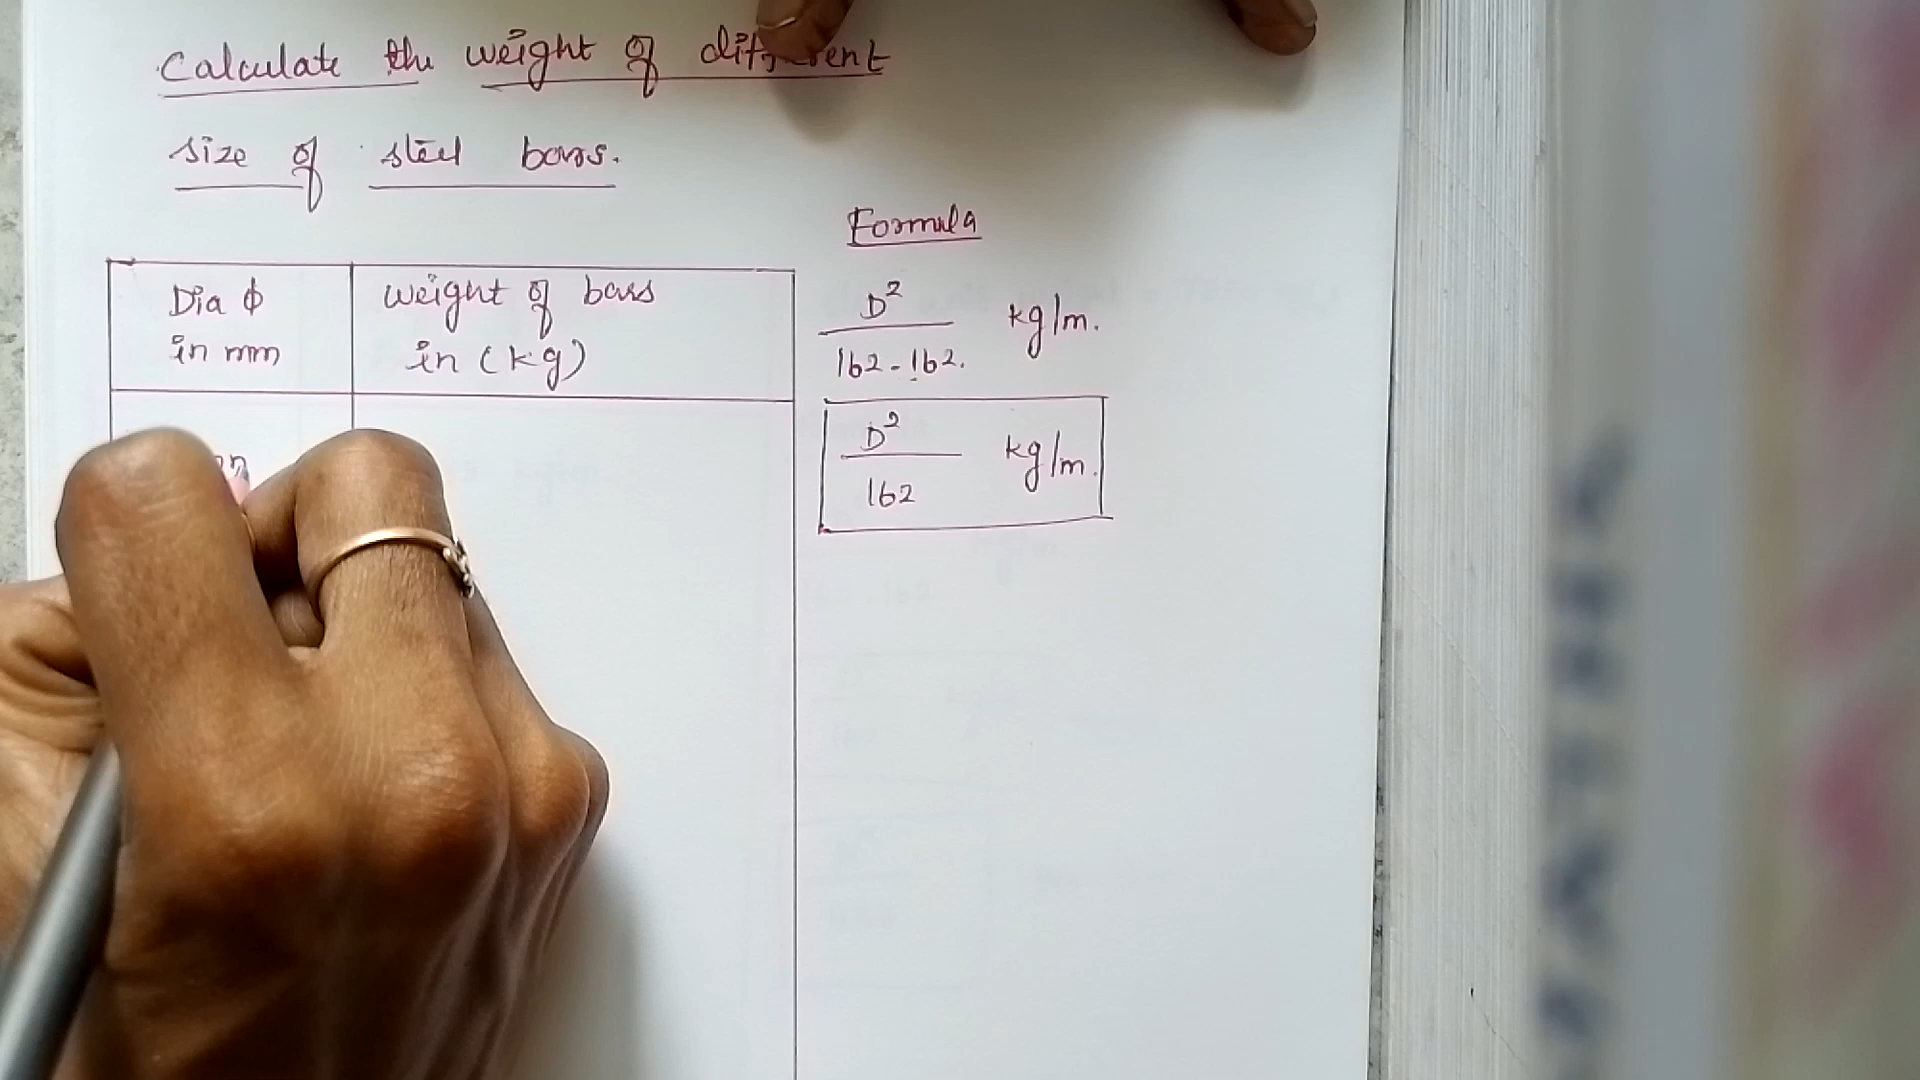 Calculate the weight of different
size of steel bars.
Formula
Dia ϕ
in mm
weight of bars
in (kg)
D²
162-162. kg/m.
D²
162 kg/m.